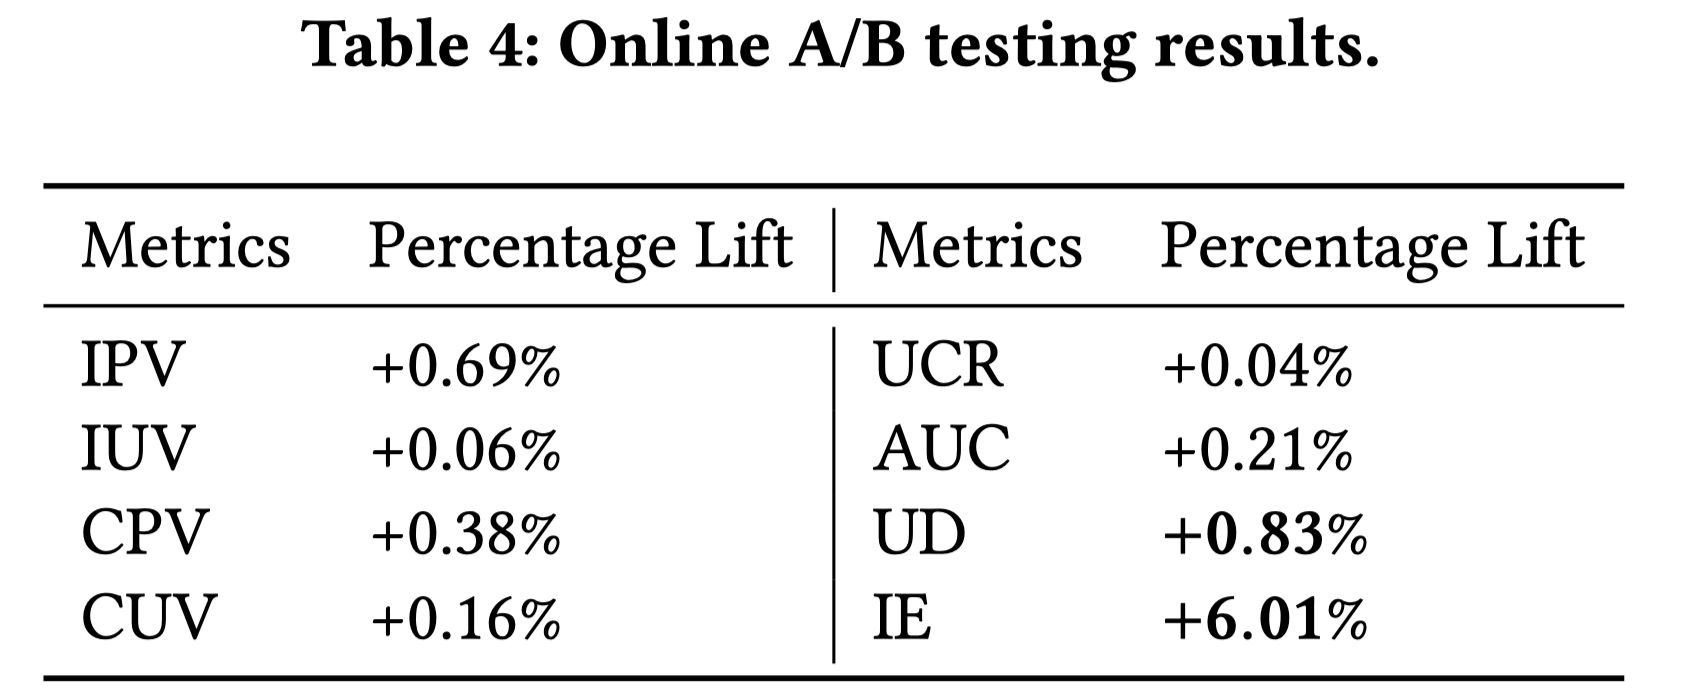 Table 4: Online A/B testing results.
Metrics Percentage Lift Metrics Percentage Lift
IPV +0.69% UCR +0.04%
IUV +0.06% AUC +0.21%
CPV +0.38% UD +0.83%
CUV +0.16% IE +6.01%